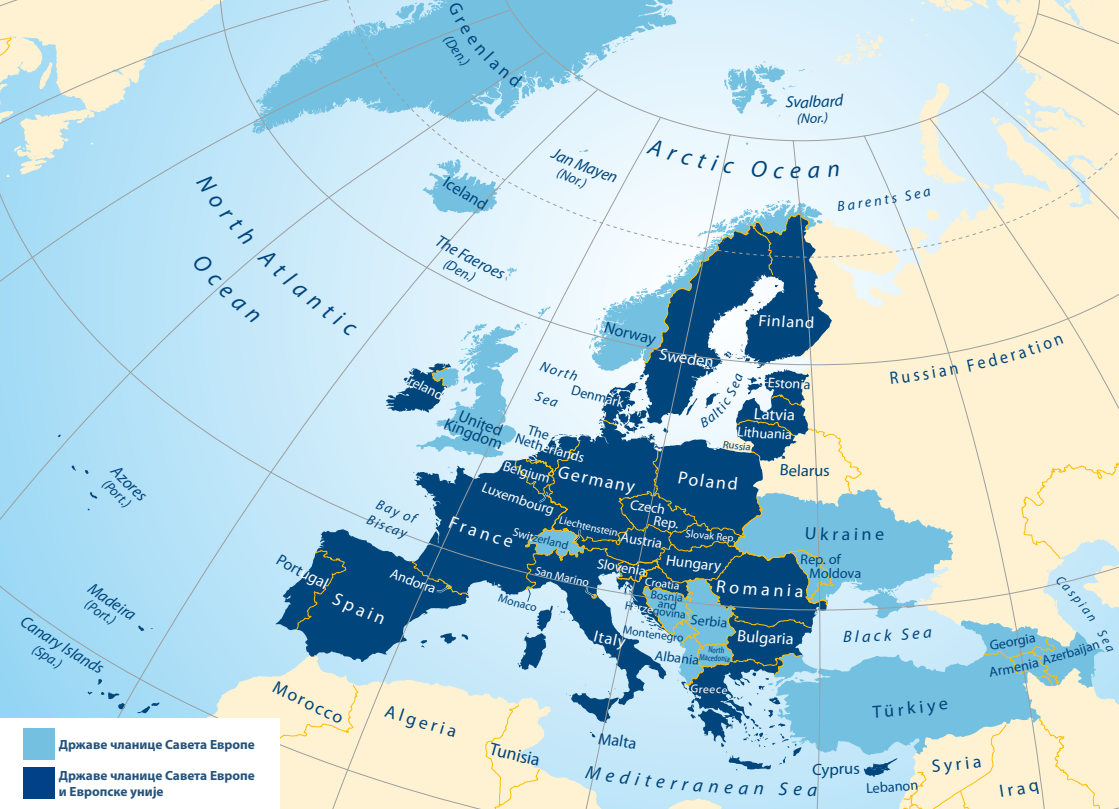 Greenland
(Den.)
Svalbard
(Nor.)
Arctic Ocean
Jan Mayen
(Nor.)
Barents Sea
Iceland
North Atlantic
Ocean
The Faeroes
(Den.)
Norway
Finland
Sweden
Russian Federation
North
Sea
Baltic Sea
Estonia
Denmark
Ireland
Latvia
United
Kingdom
Lithuania
The
Netherlands
Russia
Belarus
Belgium
Germany
Poland
Azores
(Port.)
Luxembourg
Czech
Rep.
Bay of
Biscay
France
Liechtenstein
Slovak Rep.
Ukraine
Switzerland
Austria
Rep. of
Moldova
Slovenia
Hungary
Portugal
Andorra
San Marino
Croatia
Romania
Caspian Sea
Madeira
(Port.)
Spain
Monaco
Bosnia
and
Herzegovina
Serbia
Canary Islands
(Spa.)
Italy
Montenegro
Bulgaria
Black Sea
Georgia
Albania
North
Macedonia
Armenia
Azerbaijan
Greece
Morocco
Algeria
Türkiye
Tunisia
Malta
Mediterranean Sea
Cyprus
Syria
Lebanon
Iraq
Државе чланице Савета Европе
Државе чланице Савета Европе
и Европске уније